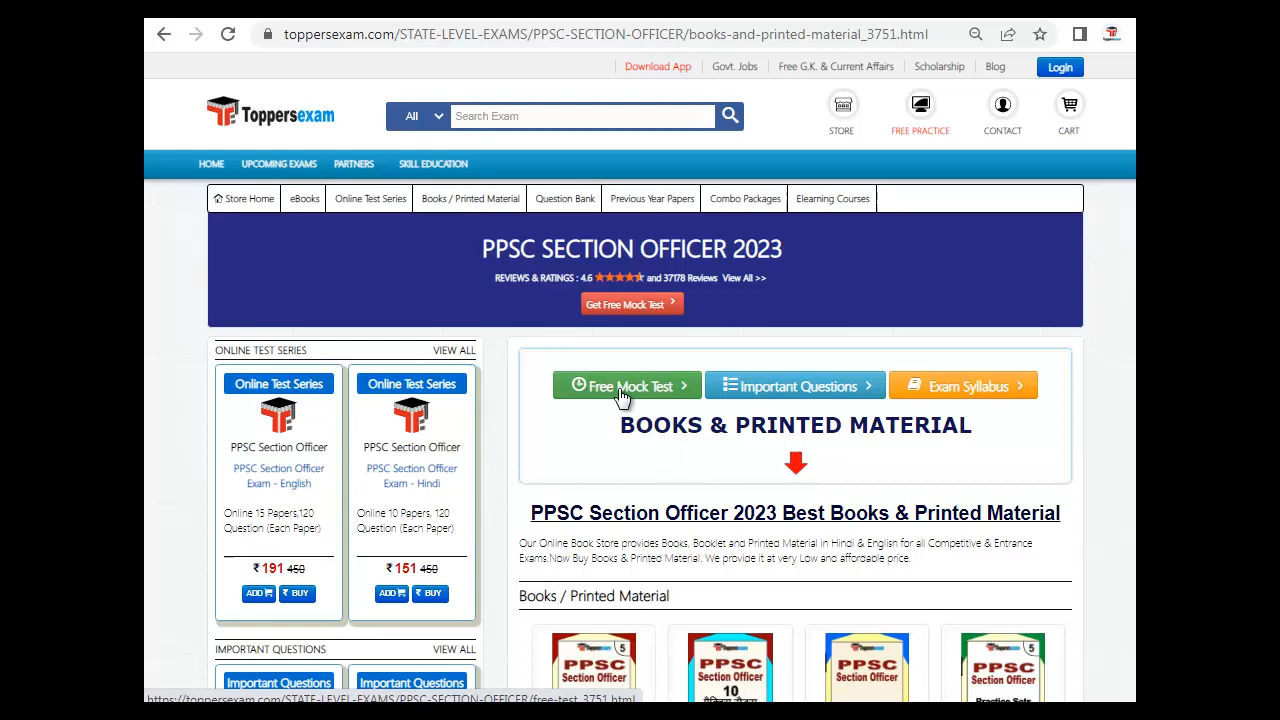 toppersexam.com/STATE-LEVEL-EXAMS/PPSC-SECTION-OFFICER/books-and-printed-material_3751.html
Download App Govt. Jobs Free G.K. & Current Affairs Scholarship Blog Login
Toppersexam All Search Exam STORE FREE PRACTICE CONTACT CART
HOME UPCOMING EXAMS PARTNERS SKILL EDUCATION
Store Home eBooks Online Test Series Books / Printed Material Question Bank Previous Year Papers Combo Packages Elearning Courses
PPSC SECTION OFFICER 2023
REVIEWS & RATINGS : 4.6 and 37178 Reviews View All >>
Get Free Mock Test
ONLINE TEST SERIES VIEW ALL
Online Test Series
PPSC Section Officer
PPSC Section Officer
Exam - English
Online 15 Papers,120
Question (Each Paper)
₹ 191 450
ADD ₹ BUY
Online Test Series
PPSC Section Officer
PPSC Section Officer
Exam - Hindi
Online 10 Papers, 120
Question (Each Paper)
₹ 151 450
ADD ₹ BUY
IMPORTANT QUESTIONS VIEW ALL
Important Questions Important Questions
Free Mock Test Important Questions Exam Syllabus
BOOKS & PRINTED MATERIAL
PPSC Section Officer 2023 Best Books & Printed Material
Our Online Book Store provides Books, Booklet and Printed Material in Hindi & English for all Competitive & Entrance
Exams.Now Buy Books & Printed Material. We provide it at very Low and affordable price.
Books / Printed Material
Toppersexam 5
PPSC
Section Officer
Toppersexam
PPSC
Section Officer
10
Toppersexam
PPSC
Section Officer
Toppersexam 5
PPSC
Section Officer
Practice Sets
https://toppersexam.com/STATE-LEVEL-EXAMS/PPSC-SECTION-OFFICER/free-test_3751.html